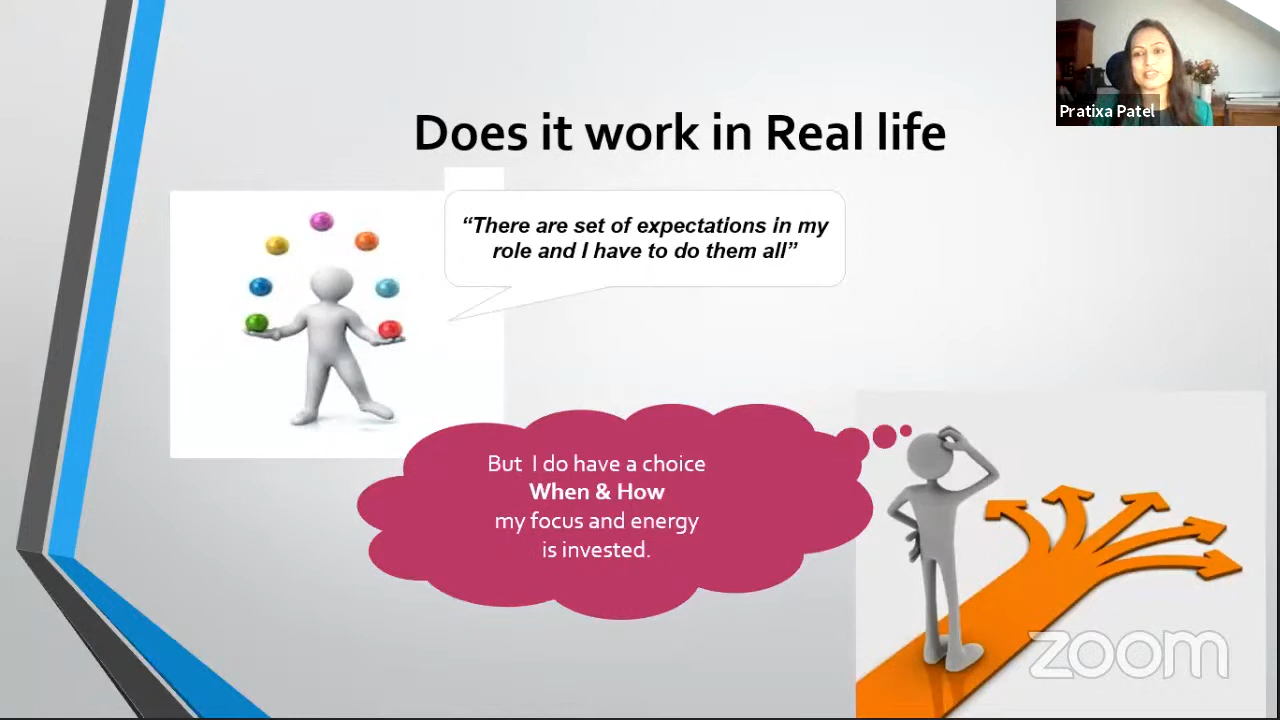 Pratixa Patel
Does it work in Real life
“There are set of expectations in my
role and I have to do them all”
But I do have a choice
When & How
my focus and energy
is invested.
zoom